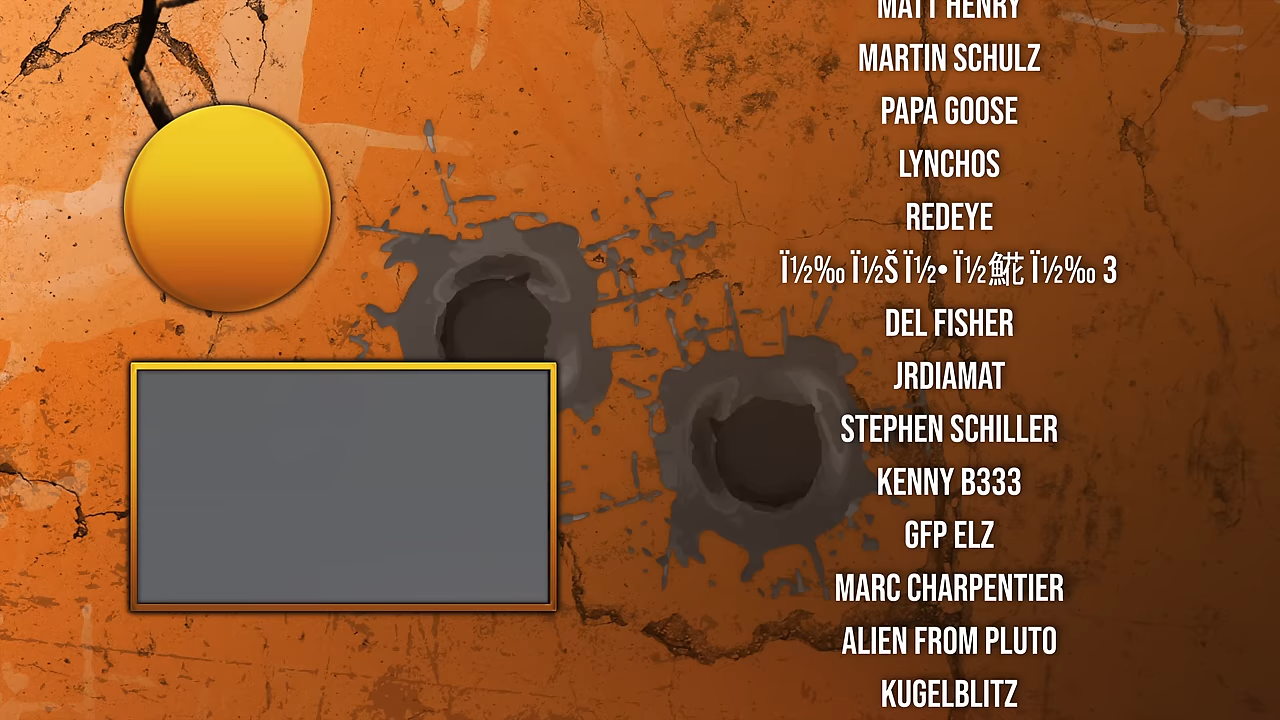 MATT HENRY
MARTIN SCHULZ
PAPA GOOSE
LYNCHOS
REDEYE
Ï½‰ Ï½Š Ï½• Ï½鯎 Ï½‰ 3
DEL FISHER
JRDIAMAT
STEPHEN SCHILLER
KENNY B333
GFP ELZ
MARC CHARPENTIER
ALIEN FROM PLUTO
KUGELBLITZ